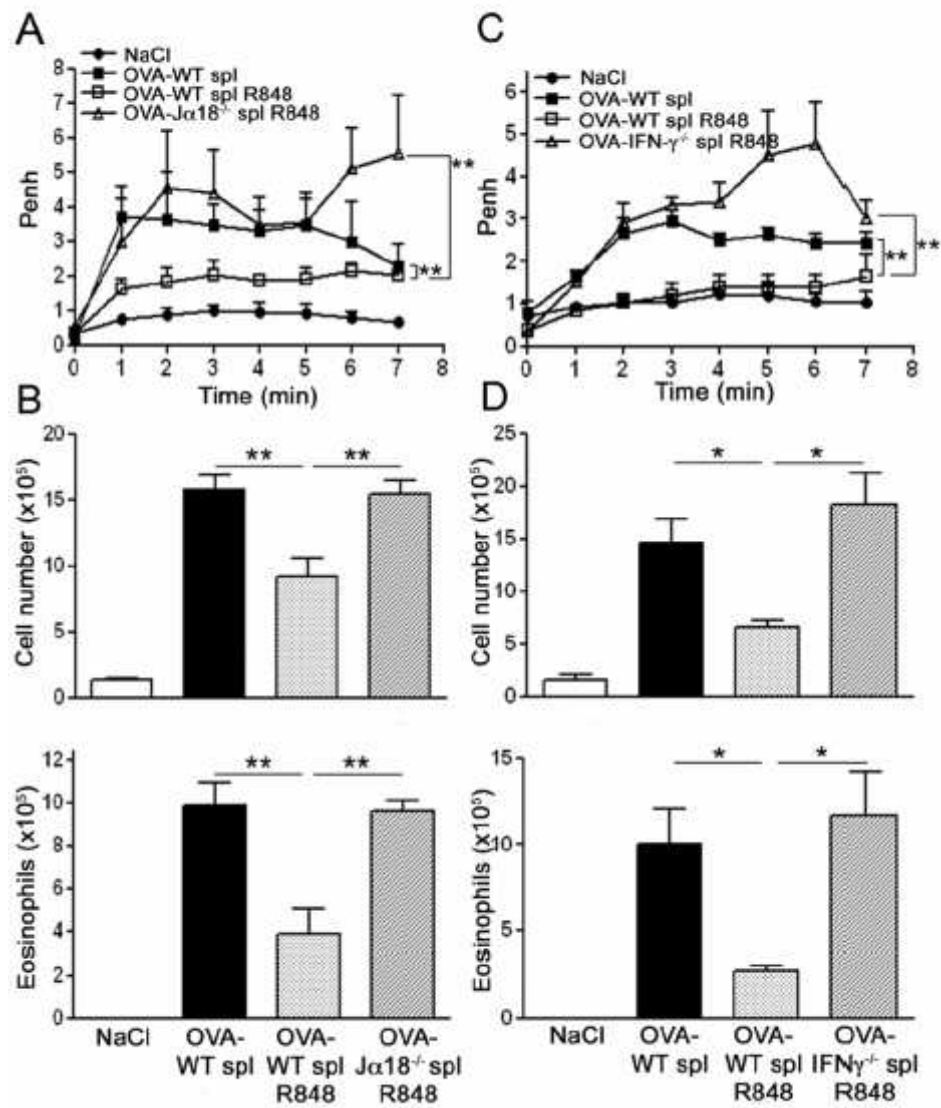 A
NaCl
OVA-WT spl
OVA-WT spl R848
OVA-Jα18-/- spl R848
8
7
6
5
4
3
2
1
0
Penh
**
**
0 1 2 3 4 5 6 7 8
Time (min)
C
NaCl
OVA-WT spl
OVA-WT spl R848
OVA-IFN-γ-/- spl R848
6
5
4
3
2
1
0
Penh
**
**
0 1 2 3 4 5 6 7 8
Time (min)
B
20
15
10
5
0
Cell number (x10⁵)
** **
D
25
20
15
10
5
0
Cell number (x10⁵)
* *
12
10
8
6
4
2
0
Eosinophils (x10⁵)
** **
NaCl
OVA-
WT spl
OVA-
WT spl
R848
OVA-
Jα18-/- spl
R848
15
10
5
0
Eosinophils (x10⁵)
* *
NaCl
OVA-
WT spl
OVA-
WT spl
R848
OVA-
IFNγ-/- spl
R848